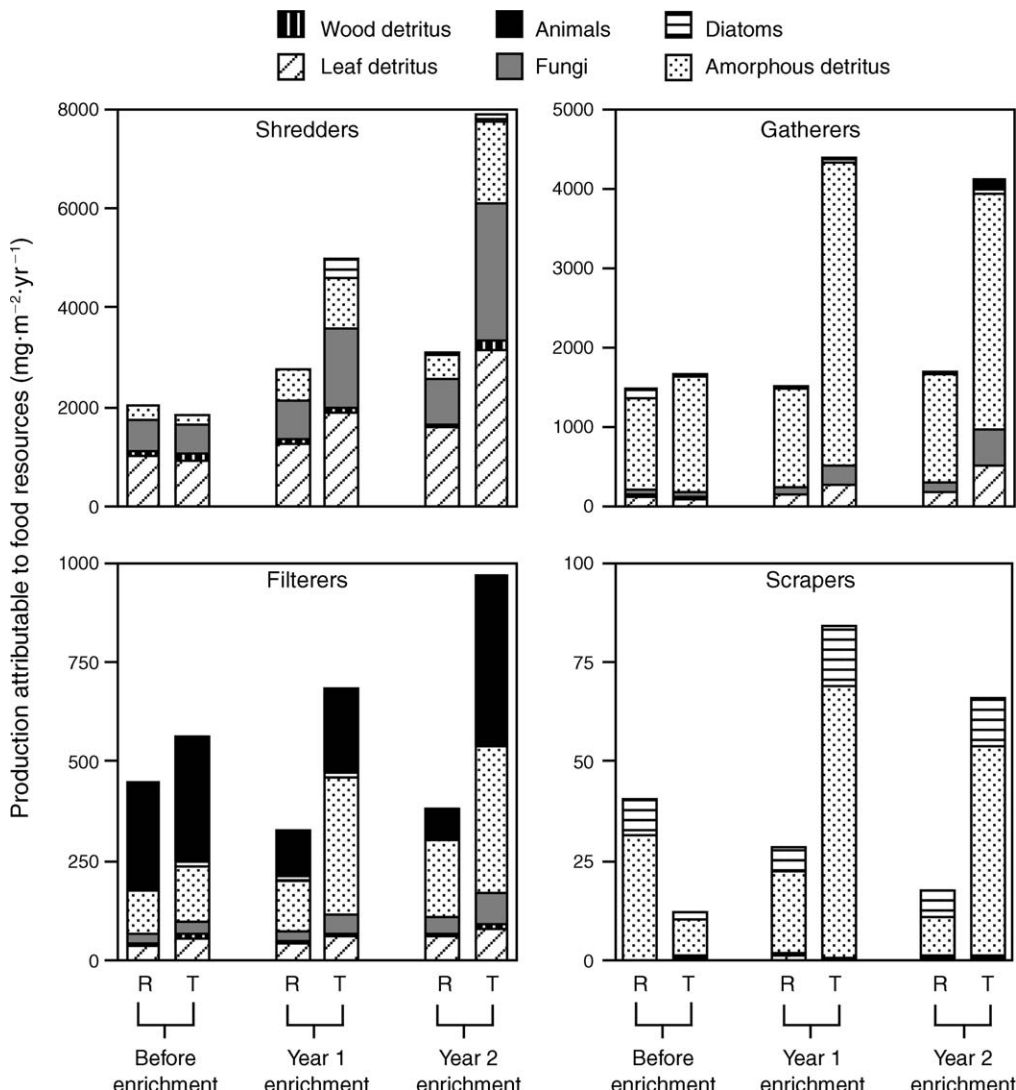 Wood detritus Animals Diatoms
Leaf detritus Fungi Amorphous detritus
Production attributable to food resources (mg·m⁻²·yr⁻¹)
Shredders
8000
6000
4000
2000
0
Gatherers
5000
4000
3000
2000
1000
0
Filterers
1000
750
500
250
0
R T R T R T
Before Year 1 Year 2
enrichment enrichment enrichment
Scrapers
100
75
50
25
0
R T R T R T
Before Year 1 Year 2
enrichment enrichment enrichment